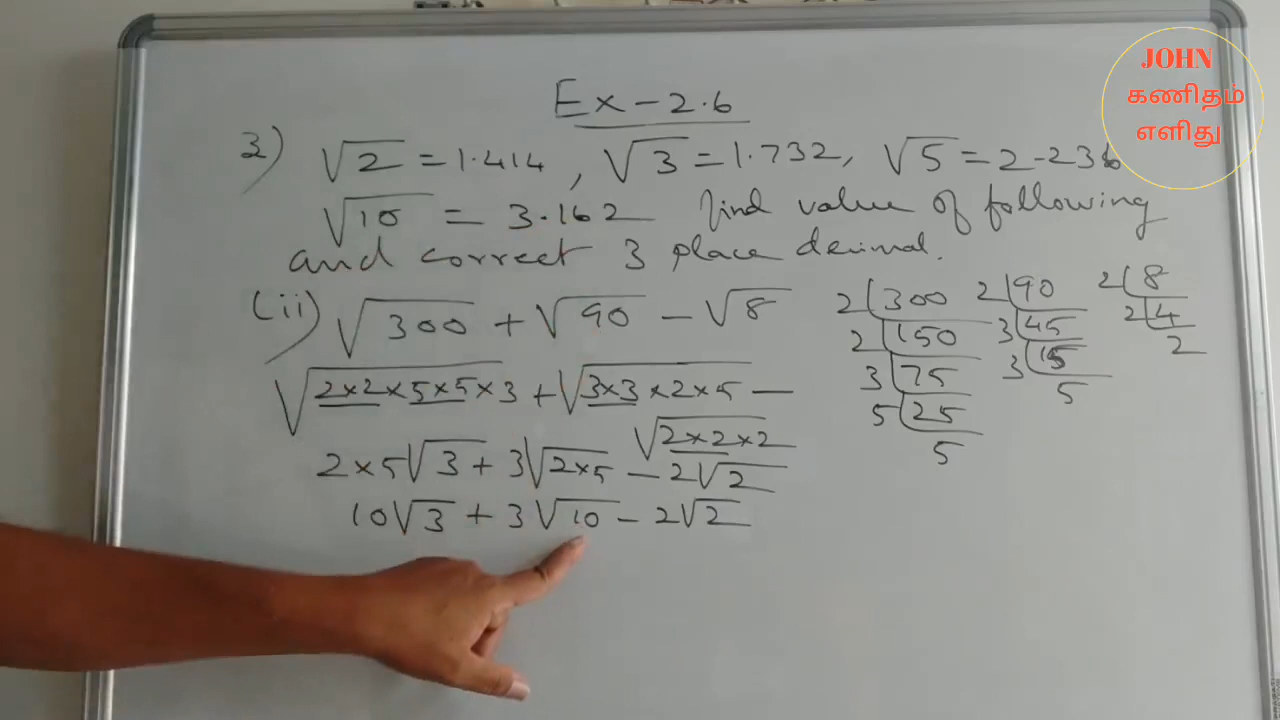 JOHN
கணிதம்
எளிது
Ex-2.6
3) √2 = 1.414, √3 = 1.732, √5 = 2.236
√10 = 3.162 find value of following
and correct 3 place decimal.
(ii) √300 + √90 − √8
√2×2×5×5×3 + √3×3×2×5 −
√2×2×2
2×5√3 + 3√2×5 − 2√2
10√3 + 3√10 − 2√2
2 300
2 150
3 75
5 25
5
2 90
3 45
3 15
5
2 8
2 4
2